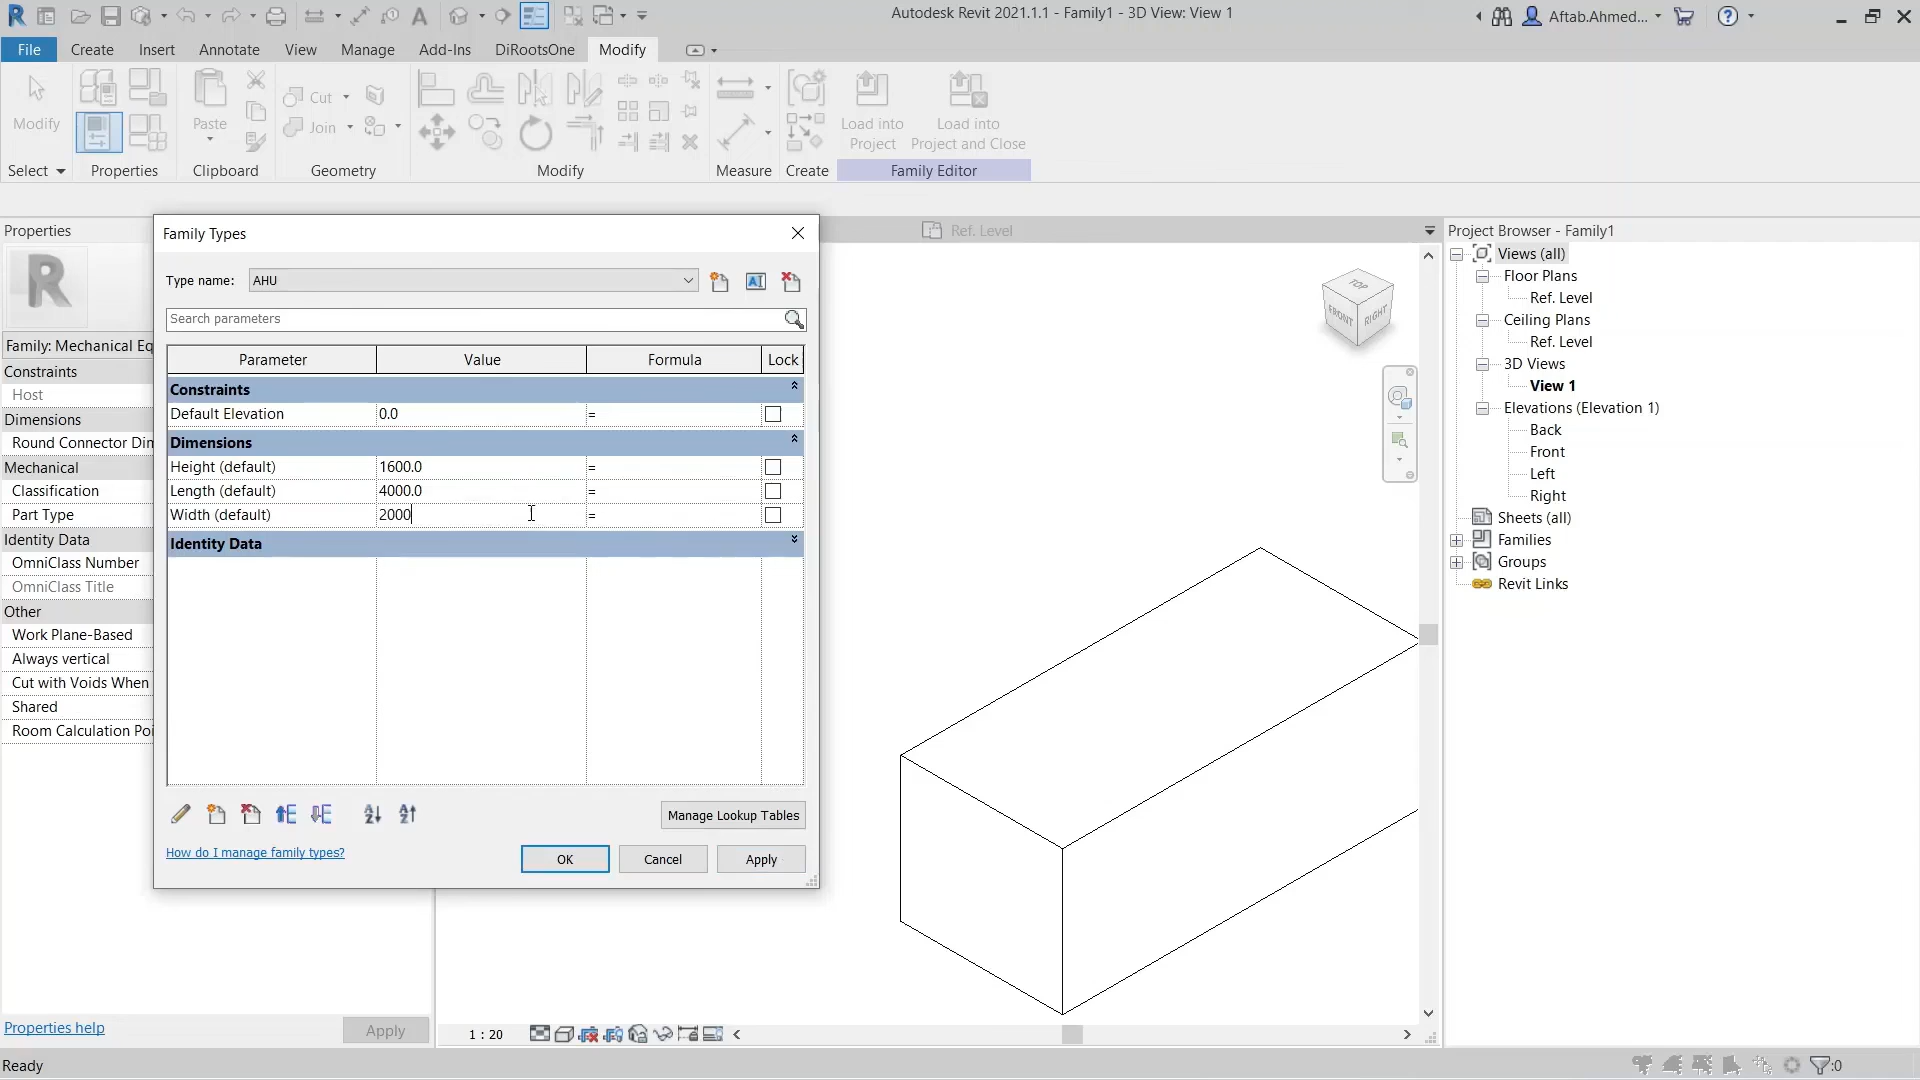 Autodesk Revit 2021.1.1 - Family1 - 3D View: View 1
Aftab.Ahmed...
File
Create
Insert
Annotate
View
Manage
Add-Ins
DiRootsOne
Modify
Modify
Paste
Cut
Join
Load into
Project
Load into
Project and Close
Select
Properties
Clipboard
Geometry
Modify
Measure
Create
Family Editor
Properties
Family: Mechanical Eq
Constraints
Host
Dimensions
Round Connector Dim
Mechanical
Classification
Part Type
Identity Data
OmniClass Number
OmniClass Title
Other
Work Plane-Based
Always vertical
Cut with Voids When
Shared
Room Calculation Poi
Properties help
Apply
Family Types
Type name:
AHU
Search parameters
Parameter
Value
Formula
Lock
Constraints
Default Elevation
0.0
=
Dimensions
Height (default)
1600.0
=
Length (default)
4000.0
=
Width (default)
2000
=
Identity Data
Manage Lookup Tables
How do I manage family types?
OK
Cancel
Apply
Ref. Level
TOP
FRONT
RIGHT
1 : 20
Project Browser - Family1
Views (all)
Floor Plans
Ref. Level
Ceiling Plans
Ref. Level
3D Views
View 1
Elevations (Elevation 1)
Back
Front
Left
Right
Sheets (all)
Families
Groups
Revit Links
Ready
:0